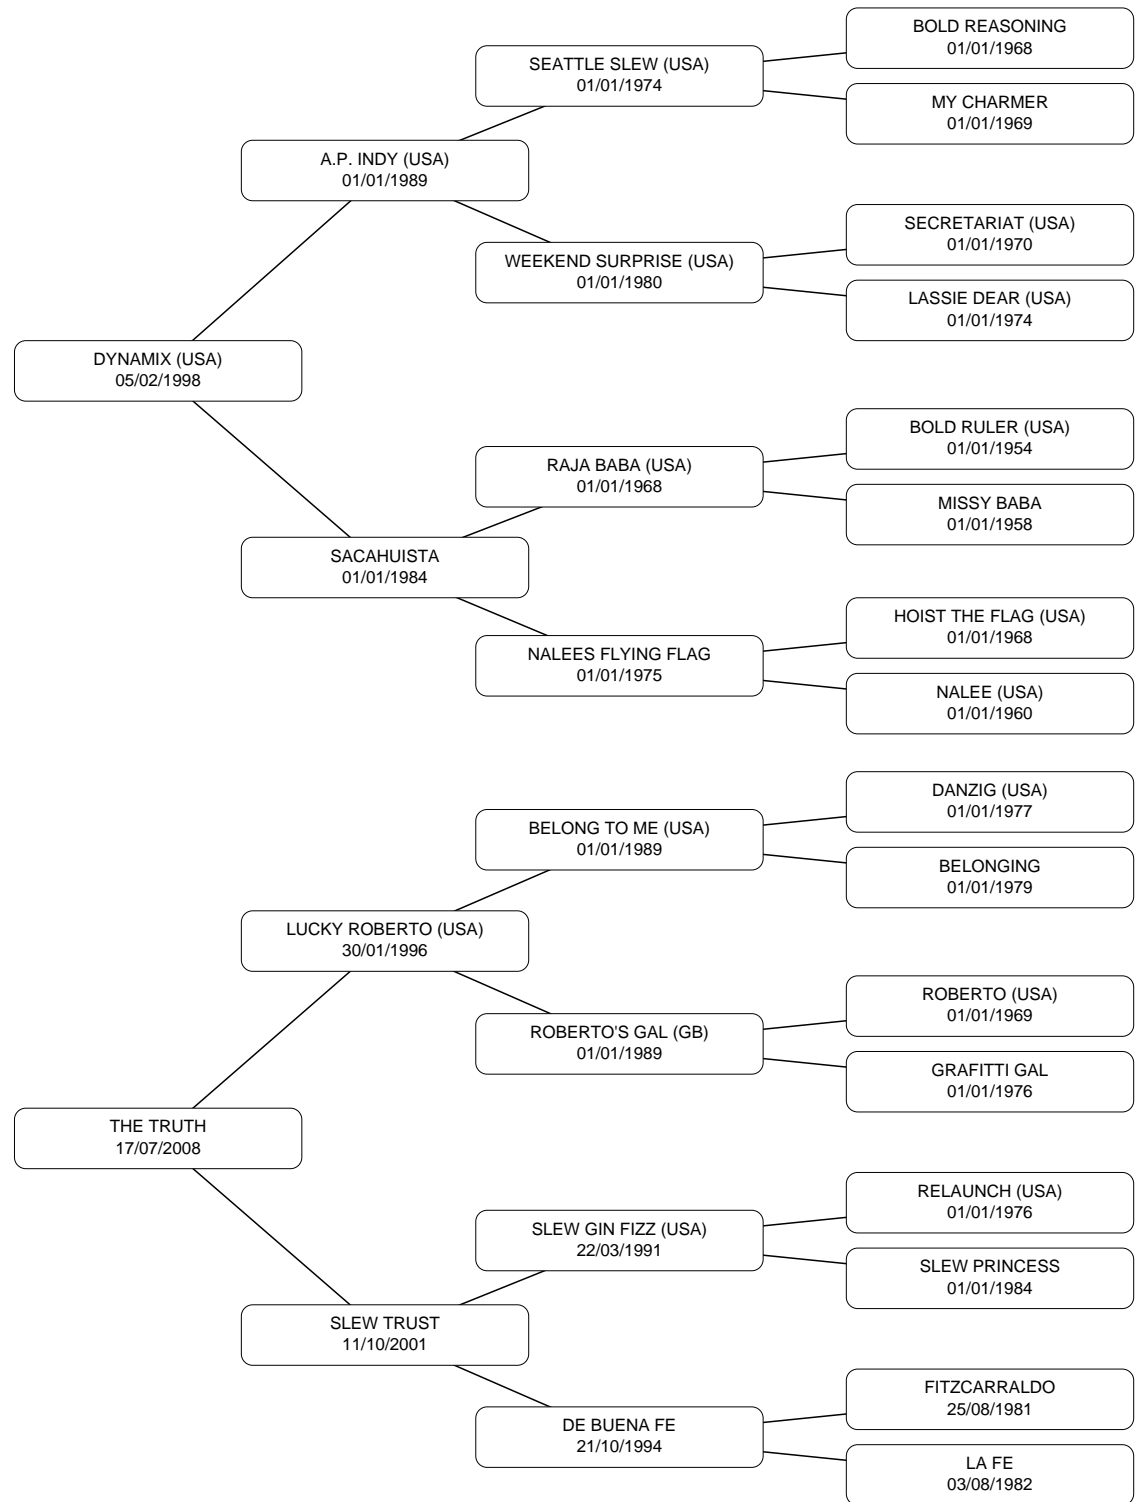 BOLD REASONING
01/01/1968
SEATTLE SLEW (USA)
01/01/1974
MY CHARMER
01/01/1969
A.P. INDY (USA)
01/01/1989
SECRETARIAT (USA)
01/01/1970
WEEKEND SURPRISE (USA)
01/01/1980
LASSIE DEAR (USA)
01/01/1974
DYNAMIX (USA)
05/02/1998
BOLD RULER (USA)
01/01/1954
RAJA BABA (USA)
01/01/1968
MISSY BABA
01/01/1958
SACAHUISTA
01/01/1984
HOIST THE FLAG (USA)
01/01/1968
NALEES FLYING FLAG
01/01/1975
NALEE (USA)
01/01/1960
DANZIG (USA)
01/01/1977
BELONG TO ME (USA)
01/01/1989
BELONGING
01/01/1979
LUCKY ROBERTO (USA)
30/01/1996
ROBERTO (USA)
01/01/1969
ROBERTO'S GAL (GB)
01/01/1989
GRAFITTI GAL
01/01/1976
THE TRUTH
17/07/2008
RELAUNCH (USA)
01/01/1976
SLEW GIN FIZZ (USA)
22/03/1991
SLEW PRINCESS
01/01/1984
SLEW TRUST
11/10/2001
FITZCARRALDO
25/08/1981
DE BUENA FE
21/10/1994
LA FE
03/08/1982